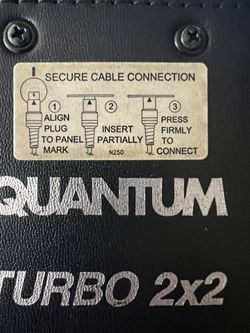 SECURE CABLE CONNECTION
1 2 3
ALIGN PLUG TO PANEL MARK
INSERT PARTIALLY
PRESS FIRMLY TO CONNECT
N250
QUANTUM
TURBO 2x2